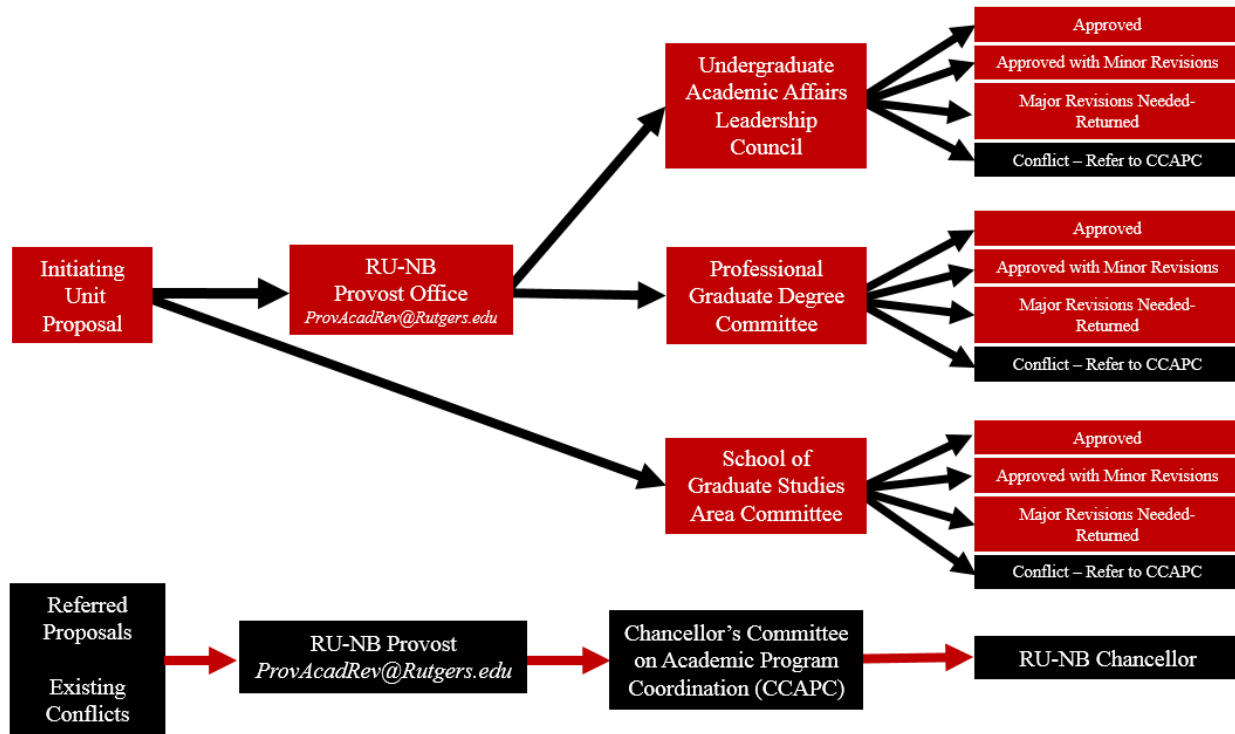 Initiating
Unit
Proposal
RU-NB
Provost Office
ProvAcadRev@Rutgers.edu
Undergraduate
Academic Affairs
Leadership
Council
Approved
Approved with Minor Revisions
Major Revisions Needed-
Returned
Conflict – Refer to CCAPC
Professional
Graduate Degree
Committee
Approved
Approved with Minor Revisions
Major Revisions Needed-
Returned
Conflict – Refer to CCAPC
School of
Graduate Studies
Area Committee
Approved
Approved with Minor Revisions
Major Revisions Needed-
Returned
Conflict – Refer to CCAPC
Referred
Proposals
Existing
Conflicts
RU-NB Provost
ProvAcadRev@Rutgers.edu
Chancellor’s Committee
on Academic Program
Coordination (CCAPC)
RU-NB Chancellor